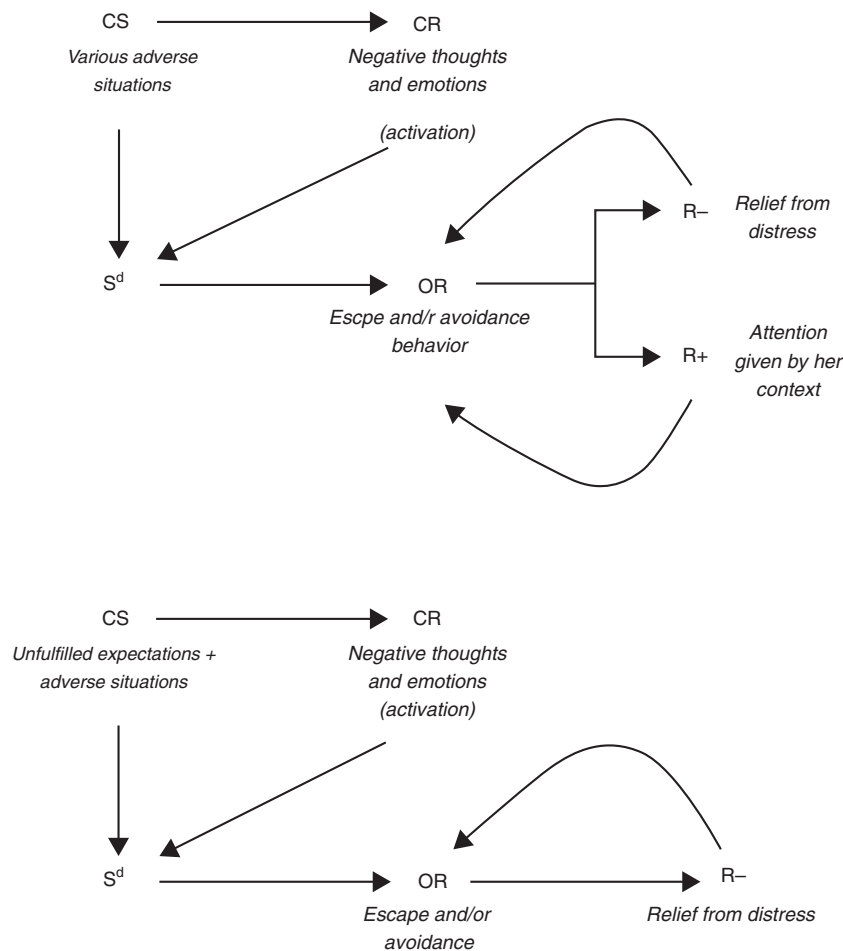 CS
CR
Various adverse
situations
Negative thoughts
and emotions
(activation)
R–
Relief from
distress
S^d
OR
Escpe and/r avoidance
behavior
R+
Attention
given by her
context
CS
CR
Unfulfilled expectations +
adverse situations
Negative thoughts
and emotions
(activation)
S^d
OR
R–
Escape and/or
avoidance
Relief from distress